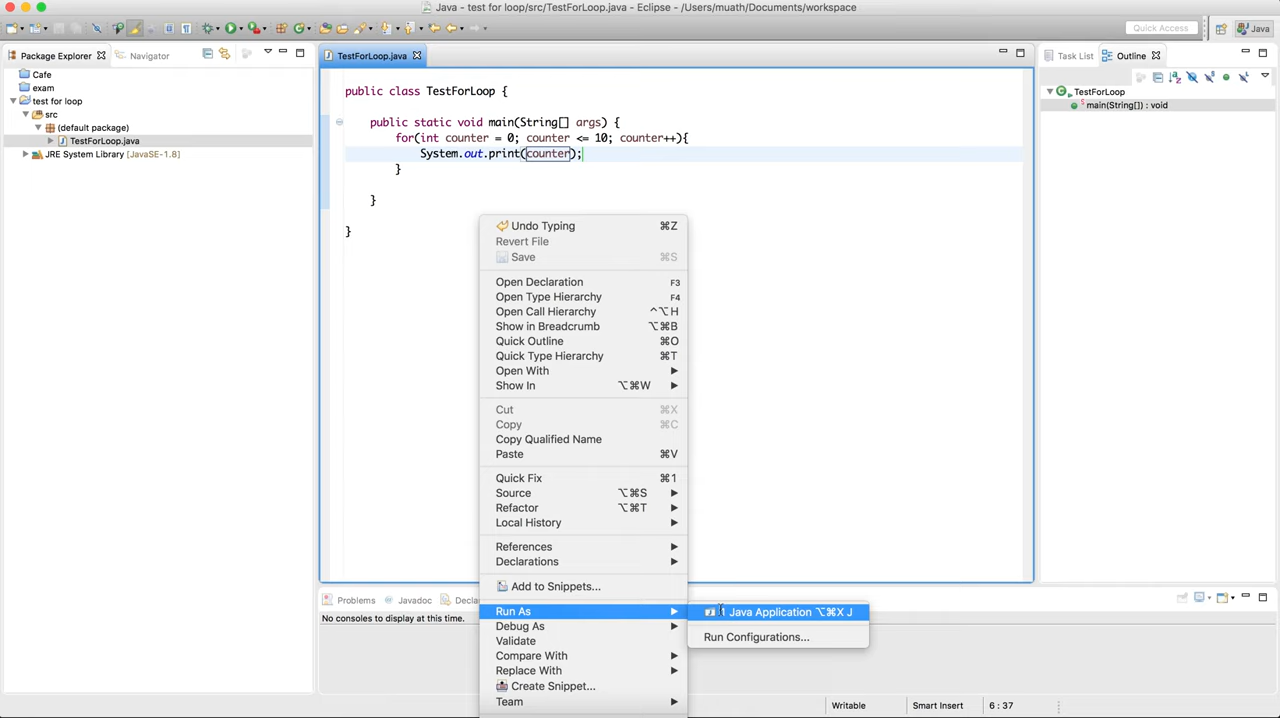 Java - test for loop/src/TestForLoop.java - Eclipse - /Users/muath/Documents/workspace
Quick Access
Java
Package Explorer
Navigator
TestForLoop.java
Task List
Outline
Cafe
exam
test for loop
src
(default package)
TestForLoop.java
JRE System Library [JavaSE-1.8]
public class TestForLoop {
public static void main(String[] args) {
for(int counter = 0; counter <= 10; counter++){
System.out.print(counter);
}
}
}
TestForLoop
main(String[]) : void
Undo Typing ⌘Z
Revert File
Save ⌘S
Open Declaration F3
Open Type Hierarchy F4
Open Call Hierarchy ^⌥H
Show in Breadcrumb ⌥⌘B
Quick Outline ⌘O
Quick Type Hierarchy ⌘T
Open With
Show In ⌥⌘W
Cut ⌘X
Copy ⌘C
Copy Qualified Name
Paste ⌘V
Quick Fix ⌘1
Source ⌥⌘S
Refactor ⌥⌘T
Local History
References
Declarations
Add to Snippets...
Run As
Debug As
Validate
Compare With
Replace With
Create Snippet...
Team
1 Java Application ⌥⌘X J
Run Configurations...
Problems
Javadoc
Decla
No consoles to display at this time.
Writable
Smart Insert
6 : 37